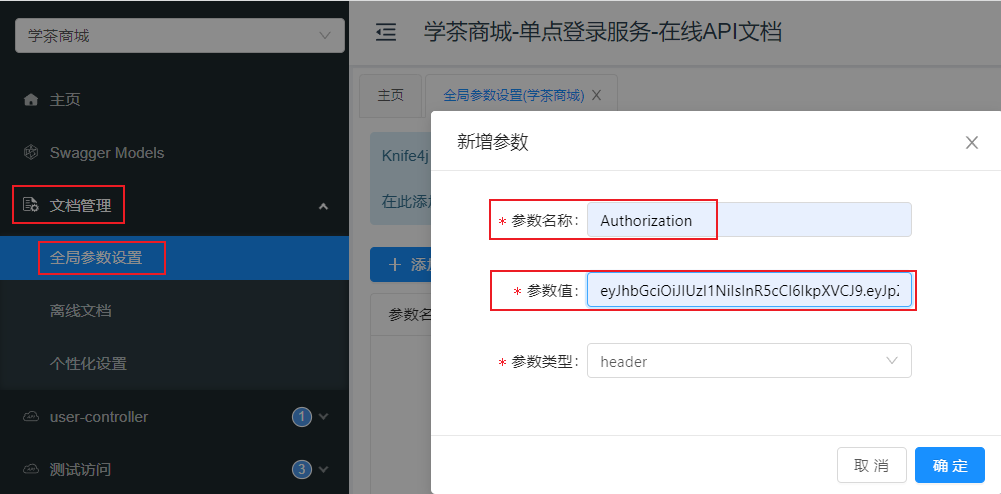 学茶商城
学茶商城-单点登录服务-在线API文档
主页
Swagger Models
文档管理
全局参数设置
离线文档
个性化设置
user-controller
1
测试访问
3
主页
全局参数设置(学茶商城)
Knife4j
在此添加
添加
参数名
新增参数
* 参数名称: Authorization
* 参数值: eyJhbGciOiJIUzI1NiIsInR5cCI6IkpXVCJ9.eyJpZ
* 参数类型: header
取 消
确 定